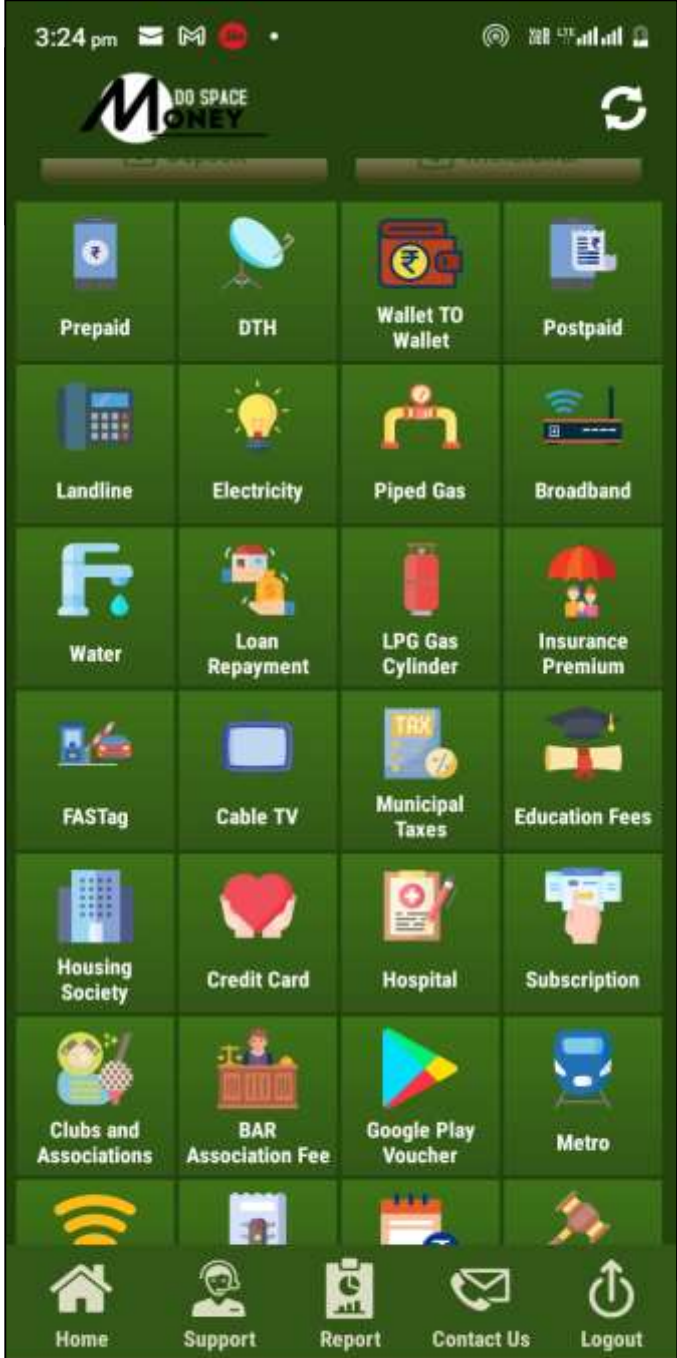 3:24 pm
DO SPACE
MONEY
Prepaid
DTH
Wallet TO
Wallet
Postpaid
Landline
Electricity
Piped Gas
Broadband
Water
Loan
Repayment
LPG Gas
Cylinder
Insurance
Premium
FASTag
Cable TV
TAX
Municipal
Taxes
Education Fees
Housing
Society
Credit Card
Hospital
Subscription
Clubs and
Associations
BAR
Association Fee
Google Play
Voucher
Metro
Home
Support
Report
Contact Us
Logout